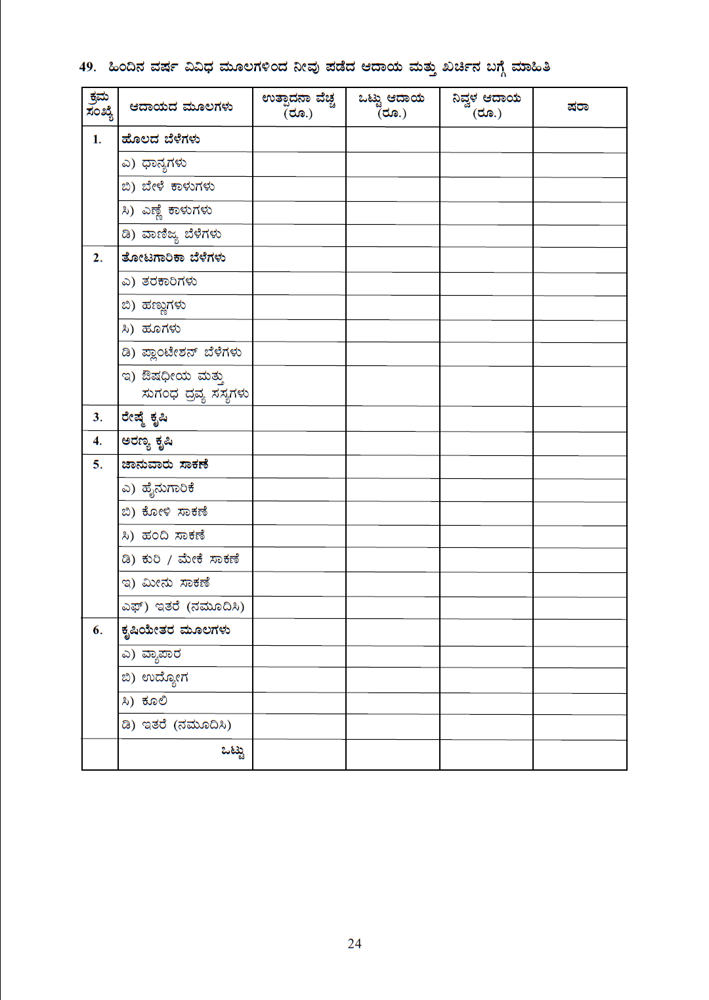 49. ಹಿಂದಿನ ವರ್ಷ ವಿವಿಧ ಮೂಲಗಳಿಂದ ನೀವು ಪಡೆದ ಆದಾಯ ಮತ್ತು ಖರ್ಚಿನ ಬಗ್ಗೆ ಮಾಹಿತಿ
ಕ್ರಮ ಸಂಖ್ಯೆ ಆದಾಯದ ಮೂಲಗಳು ಉತ್ಪಾದನಾ ವೆಚ್ಚ (ರೂ.) ಒಟ್ಟು ಆದಾಯ (ರೂ.) ನಿವ್ವಳ ಆದಾಯ (ರೂ.) ಷರಾ
1. ಹೊಲದ ಬೆಳೆಗಳು
ಎ) ಧಾನ್ಯಗಳು
ಬಿ) ಬೇಳೆ ಕಾಳುಗಳು
ಸಿ) ಎಣ್ಣೆ ಕಾಳುಗಳು
ಡಿ) ವಾಣಿಜ್ಯ ಬೆಳೆಗಳು
2. ತೋಟಗಾರಿಕಾ ಬೆಳೆಗಳು
ಎ) ತರಕಾರಿಗಳು
ಬಿ) ಹಣ್ಣುಗಳು
ಸಿ) ಹೂಗಳು
ಡಿ) ಪ್ಲಾಂಟೇಶನ್ ಬೆಳೆಗಳು
ಇ) ಔಷಧೀಯ ಮತ್ತು
ಸುಗಂಧ ದ್ರವ್ಯ ಸಸ್ಯಗಳು
3. ರೇಷ್ಮೆ ಕೃಷಿ
4. ಅರಣ್ಯ ಕೃಷಿ
5. ಜಾನುವಾರು ಸಾಕಣೆ
ಎ) ಹೈನುಗಾರಿಕೆ
ಬಿ) ಕೋಳಿ ಸಾಕಣೆ
ಸಿ) ಹಂದಿ ಸಾಕಣೆ
ಡಿ) ಕುರಿ / ಮೇಕೆ ಸಾಕಣೆ
ಇ) ಮೀನು ಸಾಕಣೆ
ಎಫ್) ಇತರೆ (ನಮೂದಿಸಿ)
6. ಕೃಷಿಯೇತರ ಮೂಲಗಳು
ಎ) ವ್ಯಾಪಾರ
ಬಿ) ಉದ್ಯೋಗ
ಸಿ) ಕೂಲಿ
ಡಿ) ಇತರೆ (ನಮೂದಿಸಿ)
ಒಟ್ಟು
24